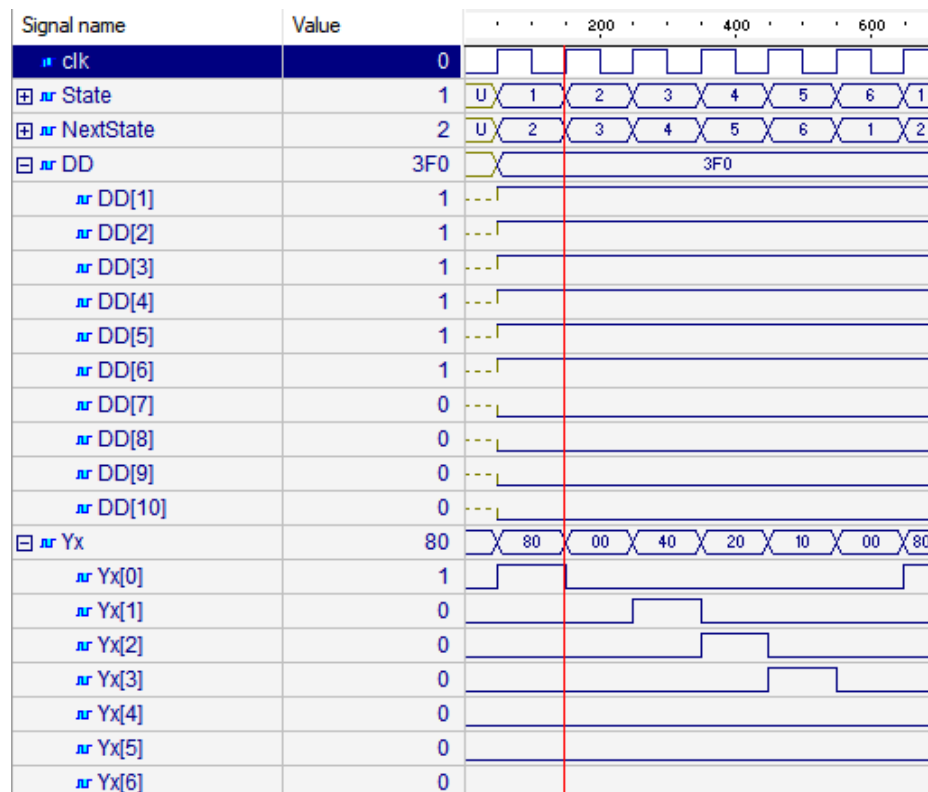 Signal name Value 200 400 600
clk 0
State 1 U 1 2 3 4 5 6 1
NextState 2 U 2 3 4 5 6 1 2
DD 3F0 3F0
DD[1] 1
DD[2] 1
DD[3] 1
DD[4] 1
DD[5] 1
DD[6] 1
DD[7] 0
DD[8] 0
DD[9] 0
DD[10] 0
Yx 80 80 00 40 20 10 00 80
Yx[0] 1
Yx[1] 0
Yx[2] 0
Yx[3] 0
Yx[4] 0
Yx[5] 0
Yx[6] 0